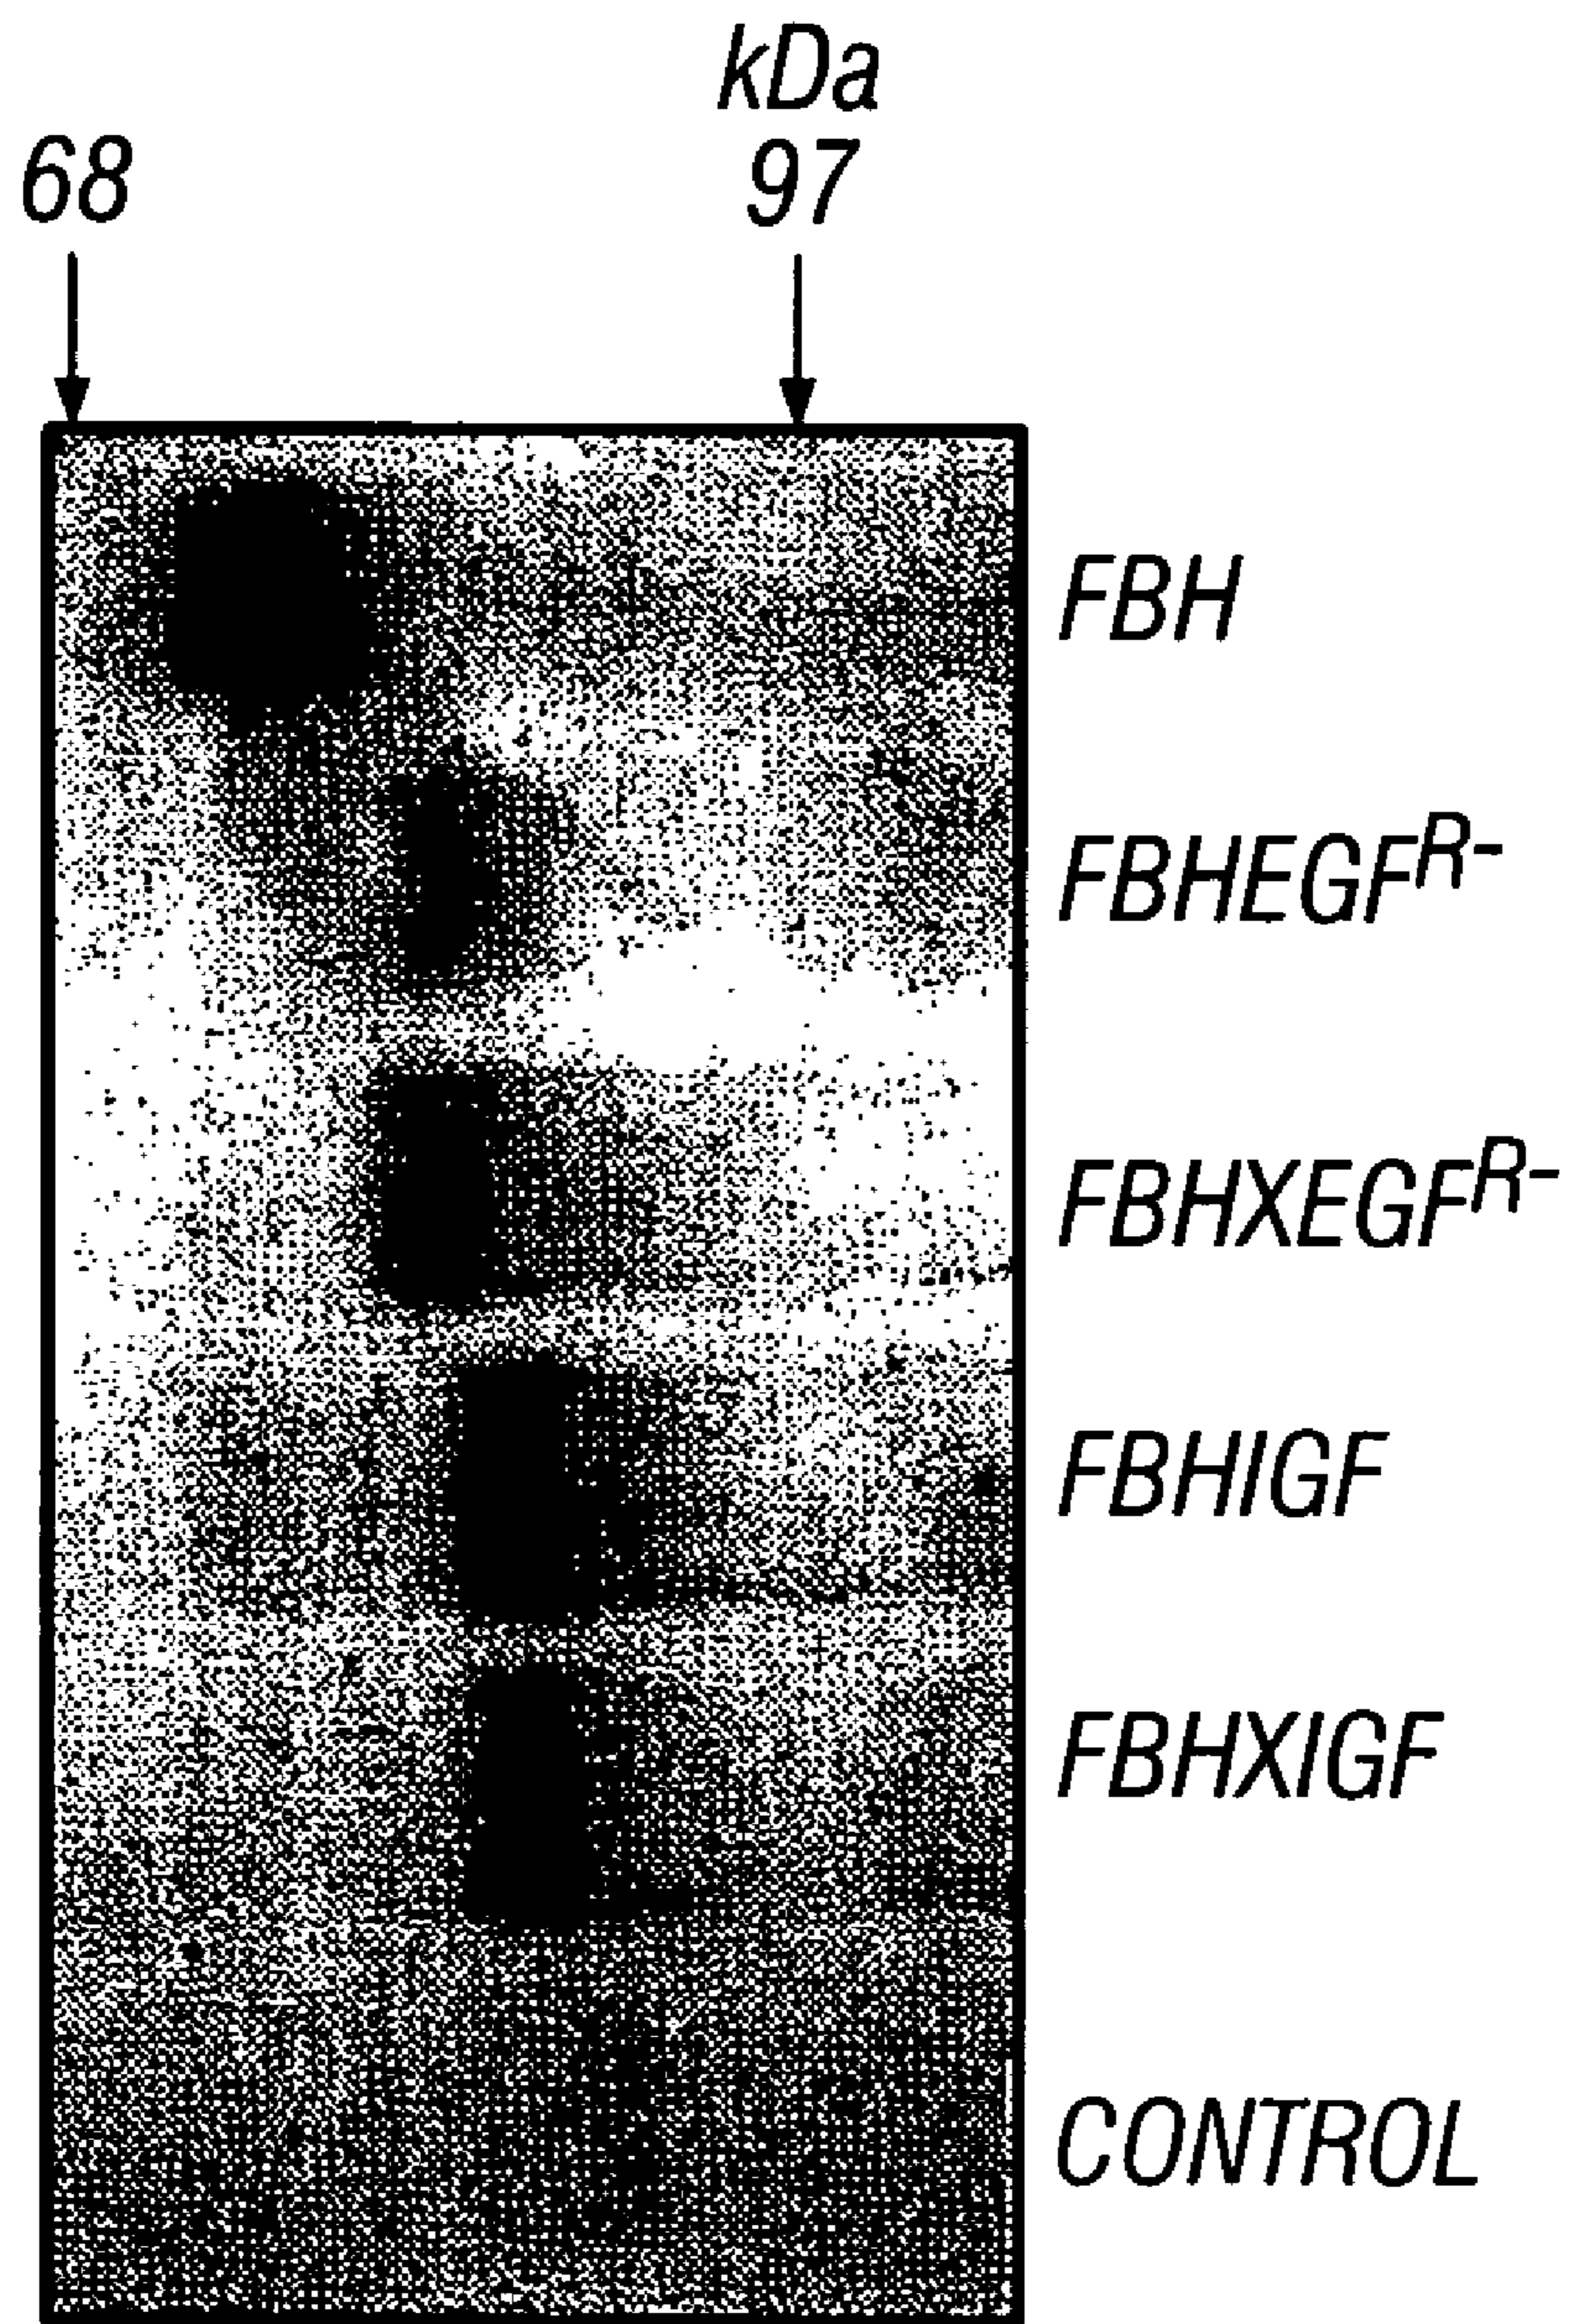 kDa
68 97
FBH
FBHEGFR-
FBHXEGFR-
FBHIGF
FBHXIGF
CONTROL